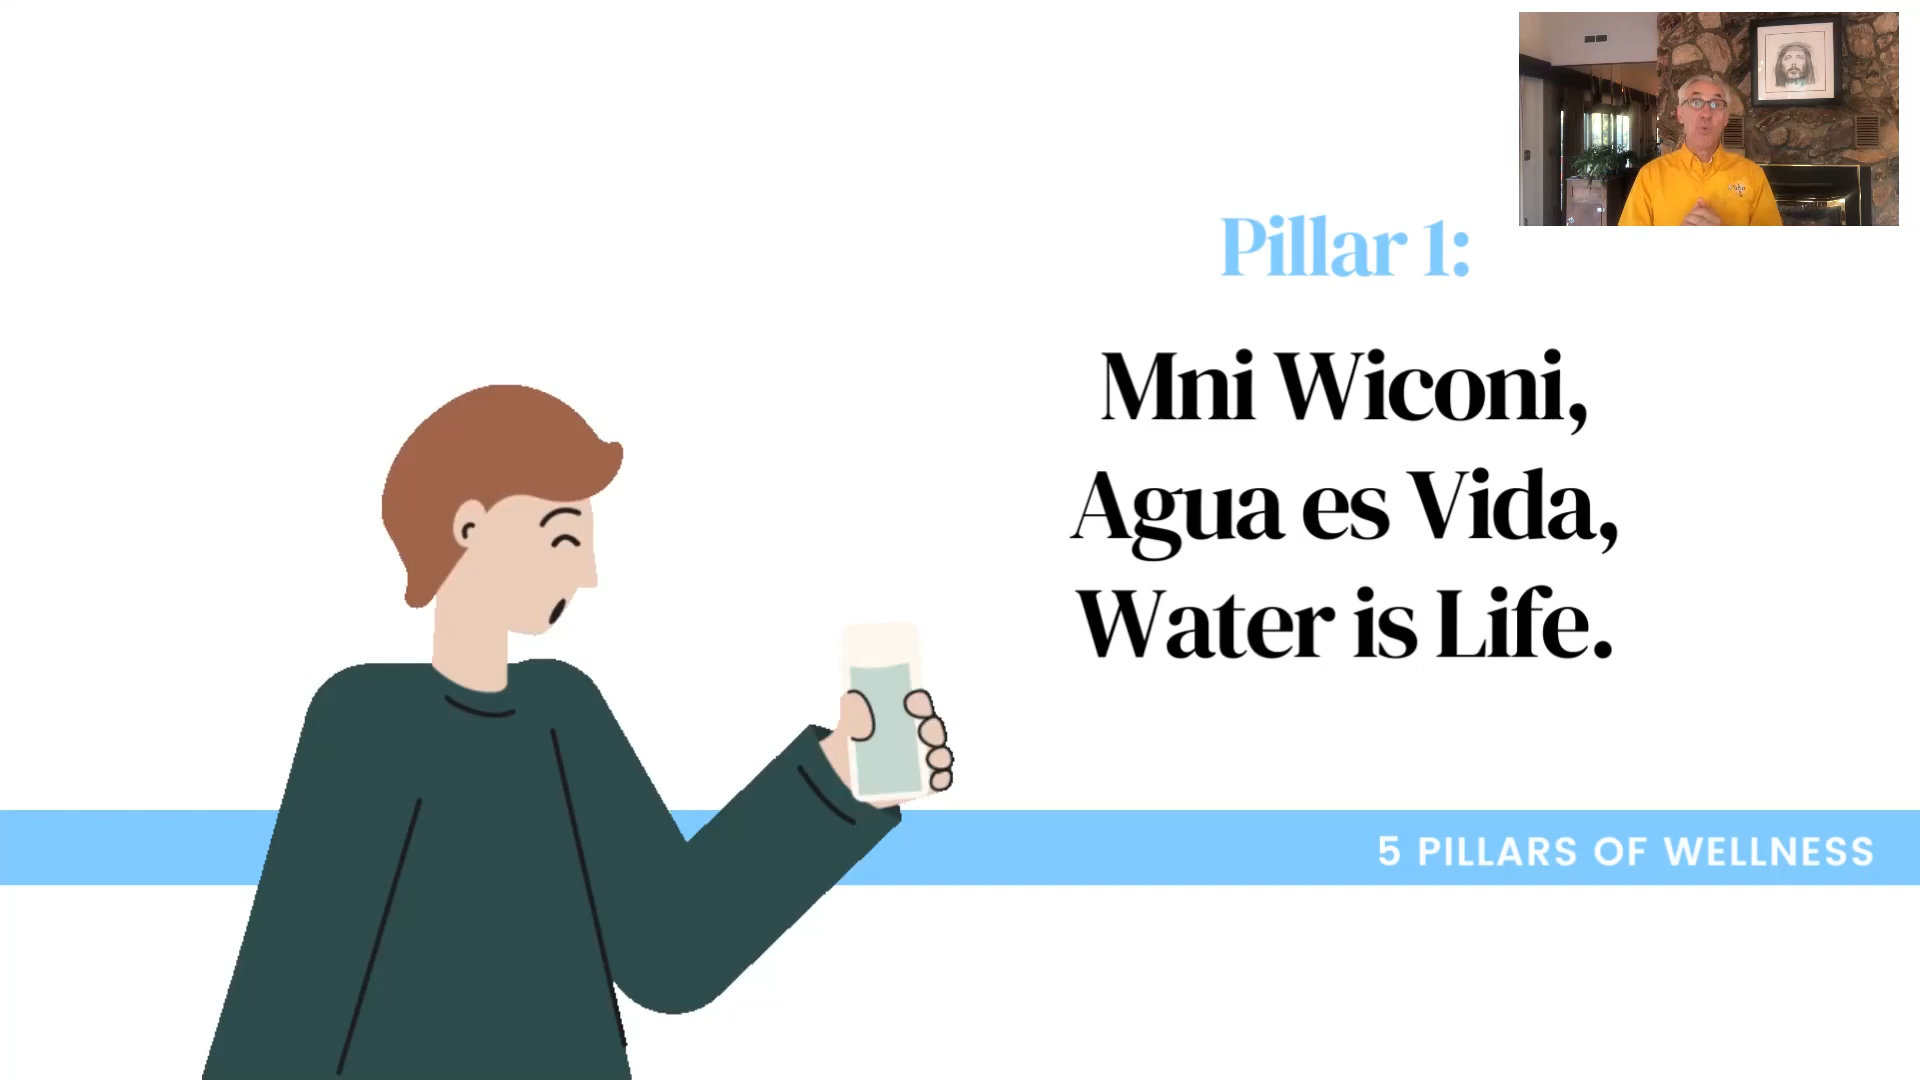 Pillar 1:
Mni Wiconi,
Agua es Vida,
Water is Life.
5 PILLARS OF WELLNESS